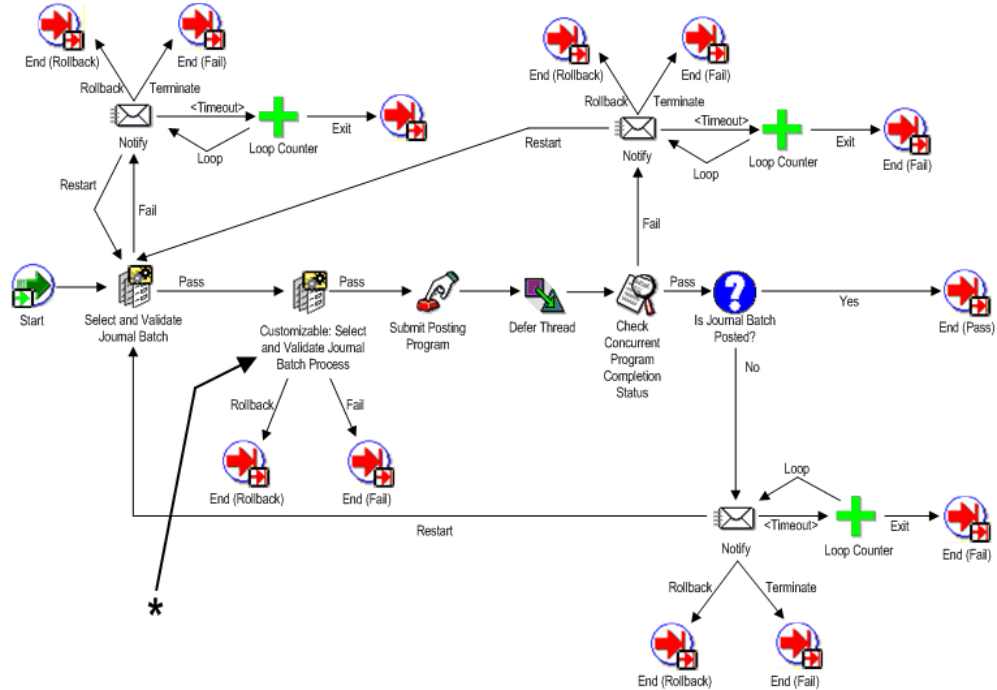 End (Rollback)
End (Fail)
Rollback
Terminate
<Timeout>
Notify
Loop
Loop Counter
Exit
Restart
Fail
End (Rollback)
End (Fail)
Rollback
Terminate
<Timeout>
Notify
Loop
Loop Counter
Exit
End (Fail)
Restart
Fail
Start
Select and Validate
Journal Batch
Pass
Customizable: Select
and Validate Journal
Batch Process
Pass
Submit Posting
Program
Defer Thread
Check
Concurrent
Program
Completion
Status
Pass
?
Is Journal Batch
Posted?
Yes
End (Pass)
No
Rollback
Fail
End (Rollback)
End (Fail)
Restart
Notify
<Timeout>
Loop
Loop Counter
Exit
End (Fail)
Rollback
Terminate
End (Rollback)
End (Fail)
*